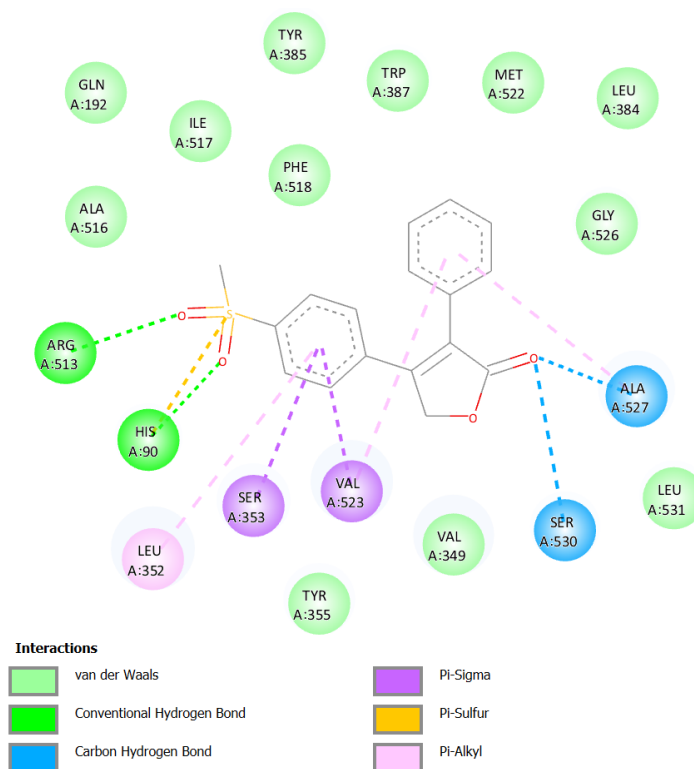 TYR
A:385
GLN
A:192
TRP
A:387
MET
A:522
LEU
A:384
ILE
A:517
PHE
A:518
ALA
A:516
GLY
A:526
S
O
O
ARG
A:513
O
O
ALA
A:527
HIS
A:90
SER
A:353
VAL
A:523
LEU
A:531
LEU
A:352
VAL
A:349
SER
A:530
TYR
A:355
Interactions
van der Waals
Conventional Hydrogen Bond
Carbon Hydrogen Bond
Pi-Sigma
Pi-Sulfur
Pi-Alkyl